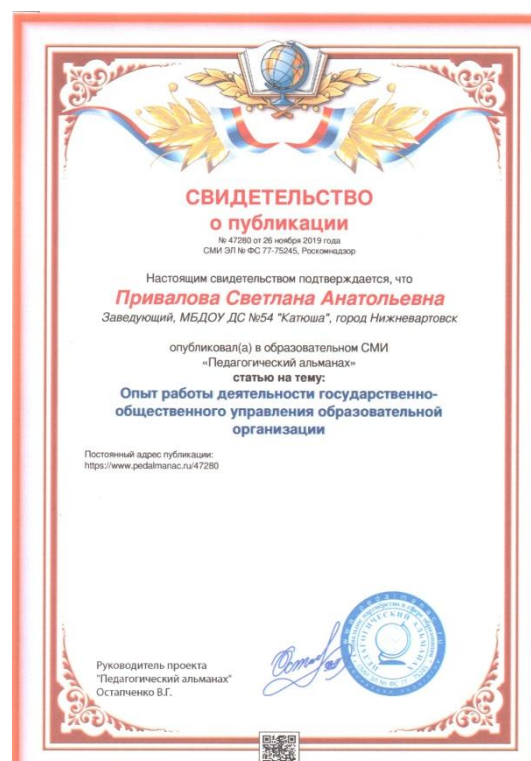 СВИДЕТЕЛЬСТВО
о публикации
№ 47280 от 26 ноября 2019 года
СМИ ЭЛ № ФС 77-75245, Роскомнадзор
Настоящим свидетельством подтверждается, что
Привалова Светлана Анатольевна
Заведующий, МБДОУ ДС №54 "Катюша", город Нижневартовск
опубликовал(а) в образовательном СМИ
«Педагогический альманах»
статью на тему:
Опыт работы деятельности государственно-
общественного управления образовательной
организации
Постоянный адрес публикации:
https://www.pedalmanac.ru/47280
Руководитель проекта
"Педагогический альманах"
Остапченко В.Г.
ПЕДАГОГИЧЕСКИЙ АЛЬМАНАХ